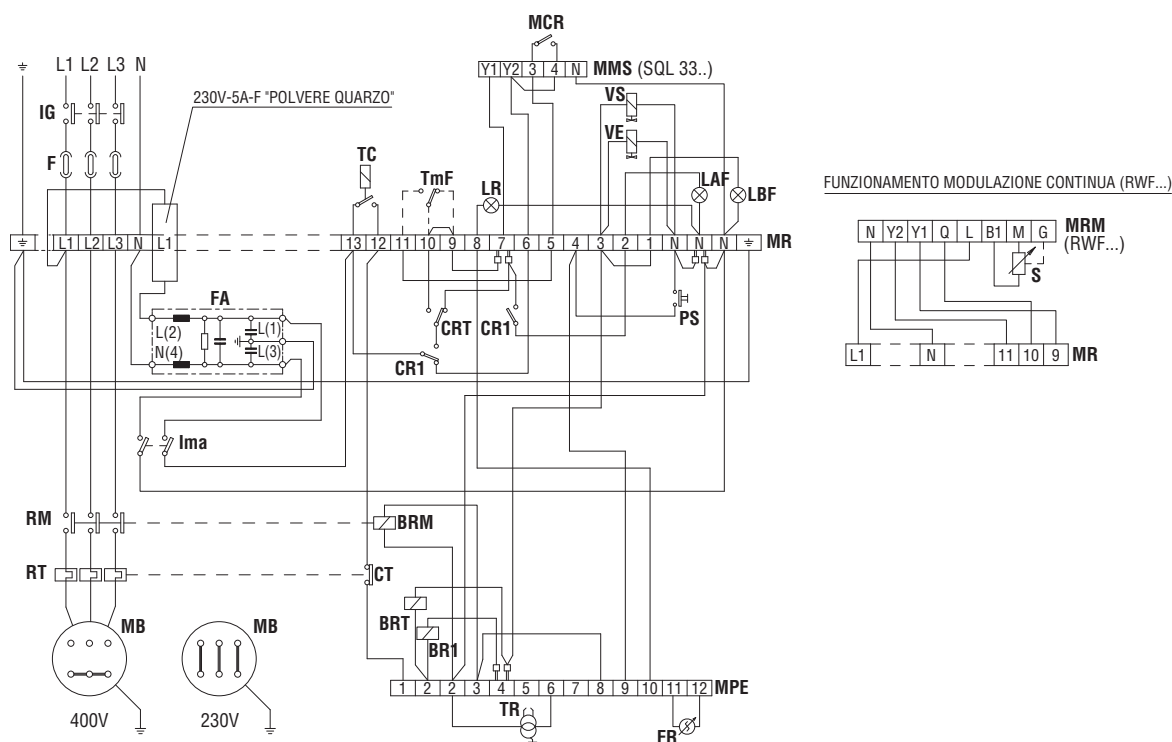 MCR
L1 L2 L3 N
Y1 Y2 3 4 N MMS (SQL 33..)
230V-5A-F "POLVERE QUARZO"
VS
IG
VE
TC
F
TmF
LR
LAF
LBF
FUNZIONAMENTO MODULAZIONE CONTINUA (RWF...)
N Y2 Y1 Q L B1 M G MRM
(RWF...)
S
L1 L2 L3 N L1 13 12 11 10 9 8 7 6 5 4 3 2 1 N N N MR
FA
L(2) L(1)
N(4) L(3)
CRT CR1
PS
CR1
L1 N 11 10 9 MR
Ima
RM
BRM
RT
CT
BRT
MB
MB
BR1
1 2 2 3 4 5 6 7 8 9 10 11 12 MPE
TR
FR
400V
230V